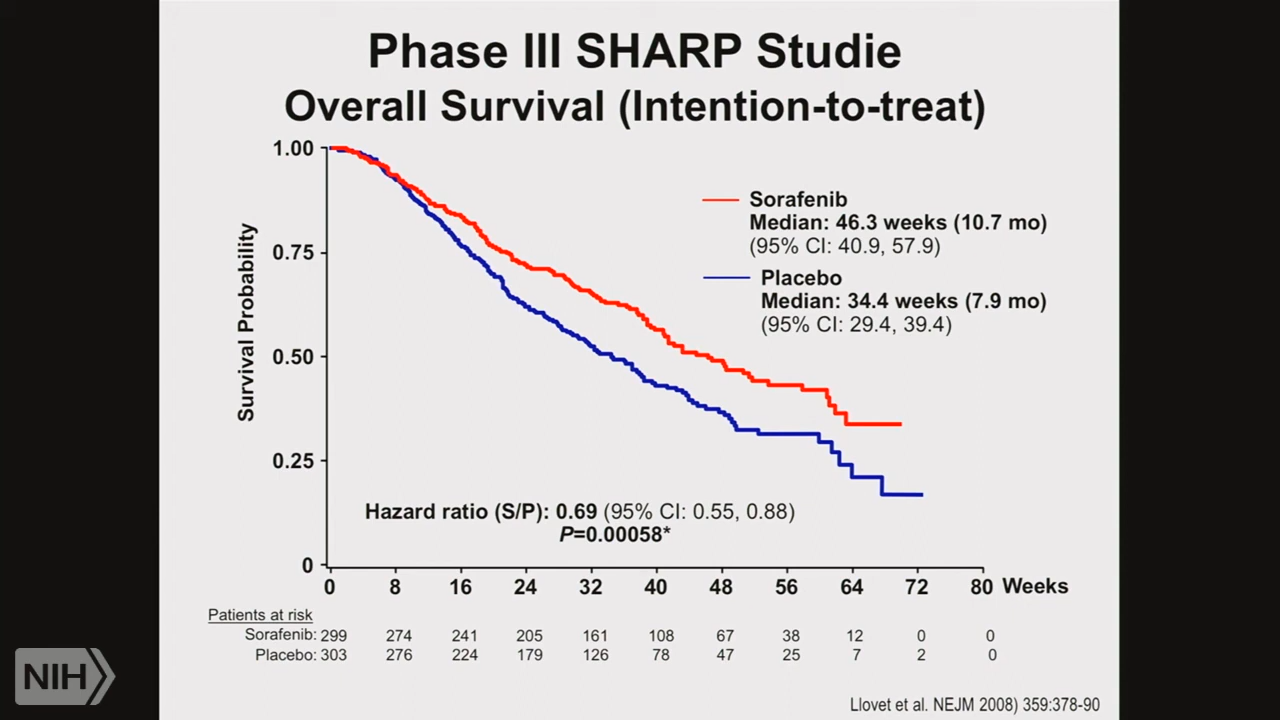 Phase III SHARP Studie
Overall Survival (Intention-to-treat)
1.00
0.75
0.50
0.25
0
Survival Probability
Sorafenib
Median: 46.3 weeks (10.7 mo)
(95% CI: 40.9, 57.9)
Placebo
Median: 34.4 weeks (7.9 mo)
(95% CI: 29.4, 39.4)
Hazard ratio (S/P): 0.69 (95% CI: 0.55, 0.88)
P=0.00058*
0 8 16 24 32 40 48 56 64 72 80 Weeks
Patients at risk
Sorafenib: 299 274 241 205 161 108 67 38 12 0 0
Placebo: 303 276 224 179 126 78 47 25 7 2 0
NIH
Llovet et al. NEJM 2008) 359:378-90